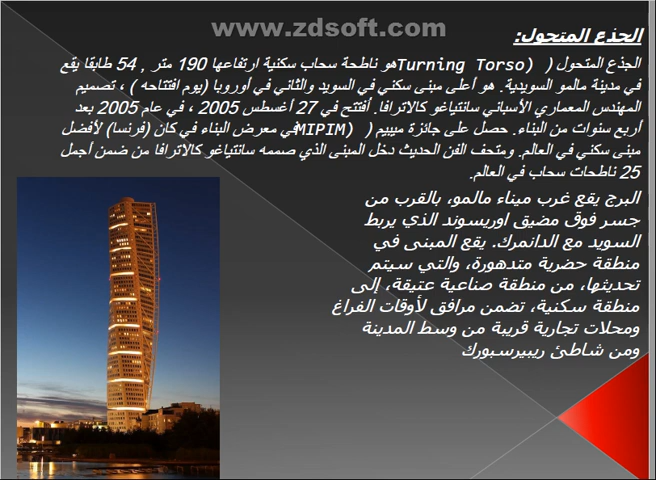 www.zdsoft.com
الجذع المتحول:
الجذع المتحول ( (Turning Torso هو ناطحة سحاب سكنية ارتفاعها 190 متر , 54 طابقا يقع
في مدينة مالمو السويدية. هو أعلى مبنى سكني في السويد والثاني في أوروبا (يوم افتتاحه ) ، تصميم
المهندس المعماري الأسباني سانتياغو كالاترافا. أفتتح في 27 أغسطس 2005 ، في عام 2005 بعد
أربع سنوات من البناء. حصل على جائزة ميبيم ( (MIPIM في معرض البناء في كان (فرنسا) لأفضل
مبنى سكني في العالم. ومتحف الفن الحديث دخل المبنى الذي صممه سانتياغو كالاترافا من ضمن أجمل
25 ناطحات سحاب في العالم.
البرج يقع غرب ميناء مالمو، بالقرب من
جسر فوق مضيق اوريسوند الذي يربط
السويد مع الدانمرك. يقع المبنى في
منطقة حضرية متدهورة، والتي سيتم
تحديثها، من منطقة صناعية عتيقة، إلى
منطقة سكنية، تضمن مرافق لأوقات الفراغ
ومحلات تجارية قريبة من وسط المدينة
ومن شاطئ ريبيرسبورك